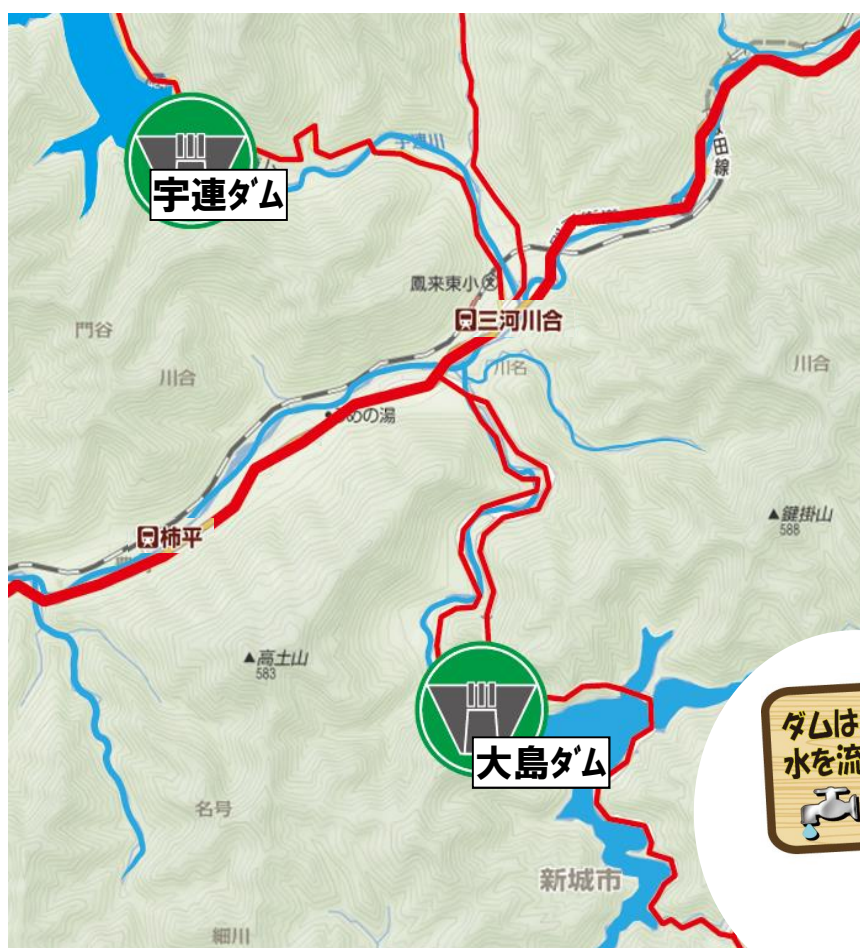 宇連ダム
宇連川
田線
鳳来東小
三河川合
門谷
川合
川名
川合
めの湯
鍵掛山
588
柿平
高土山
583
大島ダム
ダムは
水を流
名号
新城市
細川